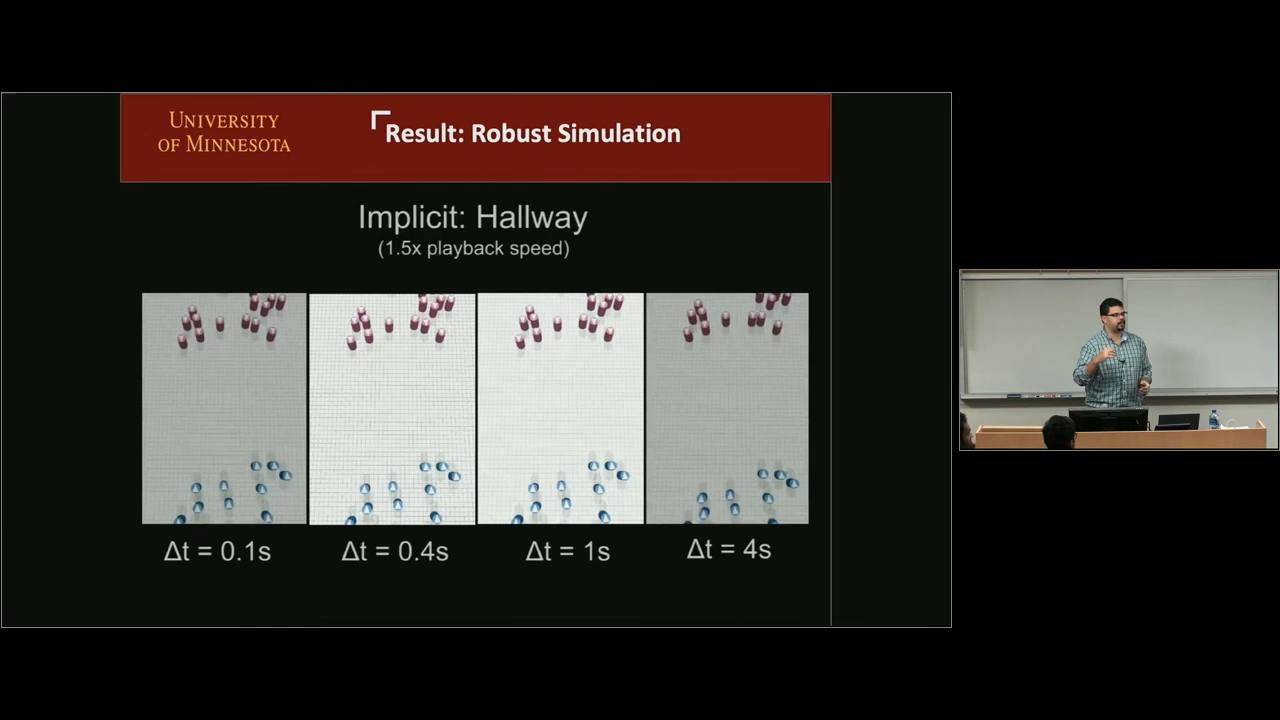 UNIVERSITY
OF MINNESOTA
Result: Robust Simulation
Implicit: Hallway
(1.5x playback speed)
Δt = 0.1s
Δt = 0.4s
Δt = 1s
Δt = 4s